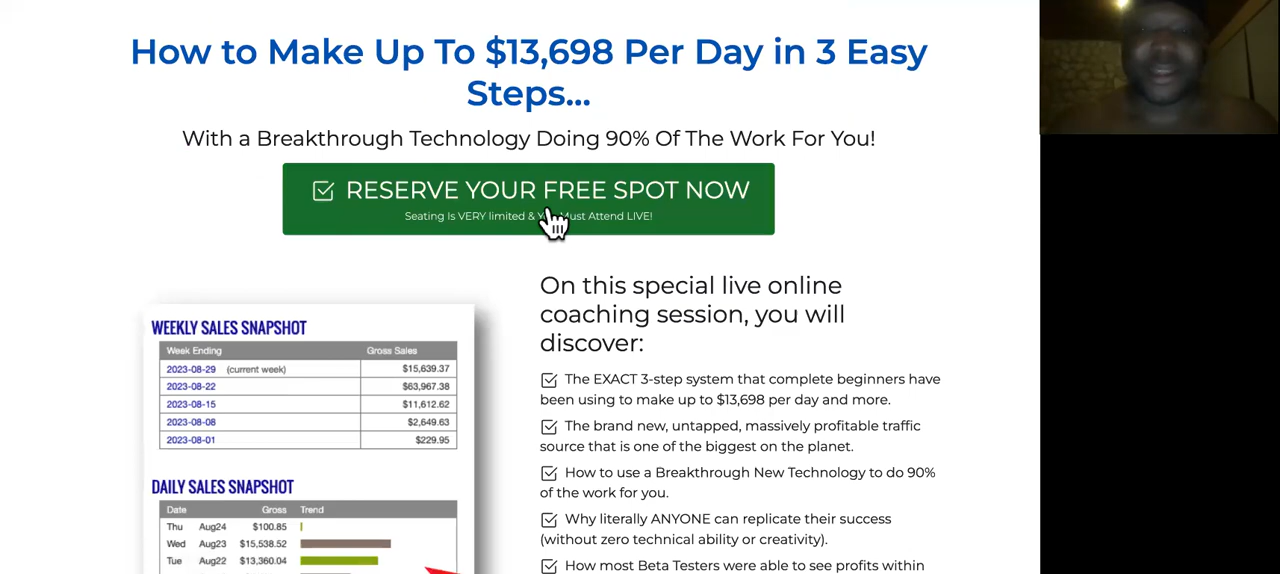 How to Make Up To $13,698 Per Day in 3 Easy
Steps...
With a Breakthrough Technology Doing 90% Of The Work For You!
RESERVE YOUR FREE SPOT NOW
Seating Is VERY limited & Must Attend LIVE!
WEEKLY SALES SNAPSHOT
Week Ending Gross Sales
2023-08-29 (current week) $15,639.37
2023-08-22 $63,967.38
2023-08-15 $11,612.62
2023-08-08 $2,649.63
2023-08-01 $229.95
DAILY SALES SNAPSHOT
Date Gross Trend
Thu Aug24 $100.85
Wed Aug23 $15,538.52
Tue Aug22 $13,360.04
On this special live online
coaching session, you will
discover:
The EXACT 3-step system that complete beginners have
been using to make up to $13,698 per day and more.
The brand new, untapped, massively profitable traffic
source that is one of the biggest on the planet.
How to use a Breakthrough New Technology to do 90%
of the work for you.
Why literally ANYONE can replicate their success
(without zero technical ability or creativity).
How most Beta Testers were able to see profits within